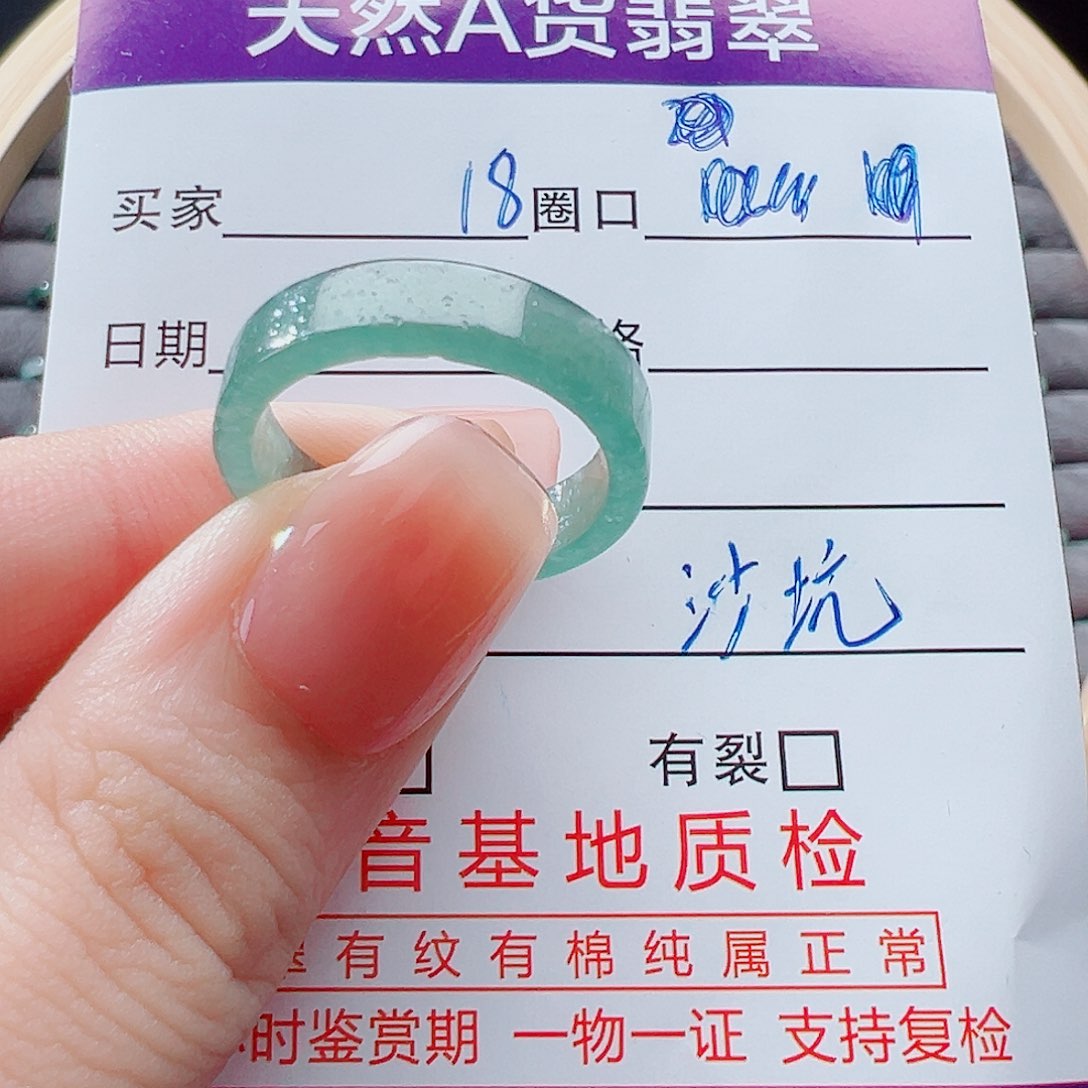 天然A货翡翠
买家 18 圈口
日期
沙坑
有裂
音基地质检
有纹有棉纯属正常
时鉴赏期 一物一证 支持复检